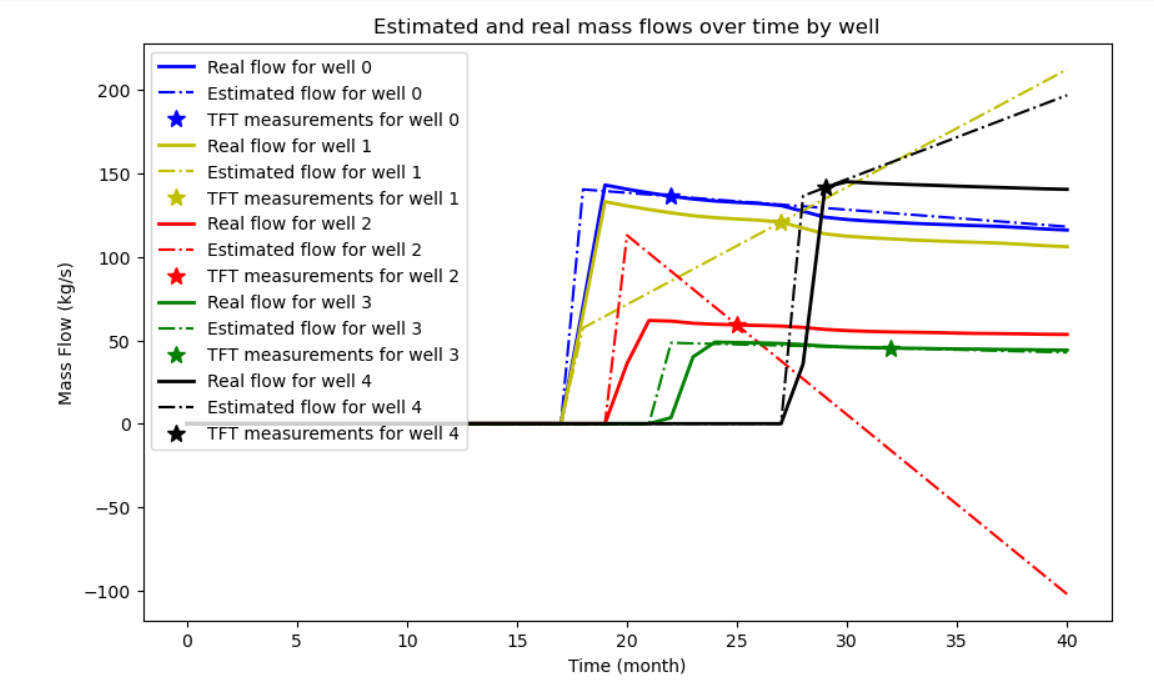 Estimated and real mass flows over time by well
Real flow for well 0
Estimated flow for well 0
TFT measurements for well 0
Real flow for well 1
Estimated flow for well 1
TFT measurements for well 1
Real flow for well 2
Estimated flow for well 2
TFT measurements for well 2
Real flow for well 3
Estimated flow for well 3
TFT measurements for well 3
Real flow for well 4
Estimated flow for well 4
TFT measurements for well 4
Mass Flow (kg/s)
200
150
100
50
0
−50
−100
0 5 10 15 20 25 30 35 40
Time (month)